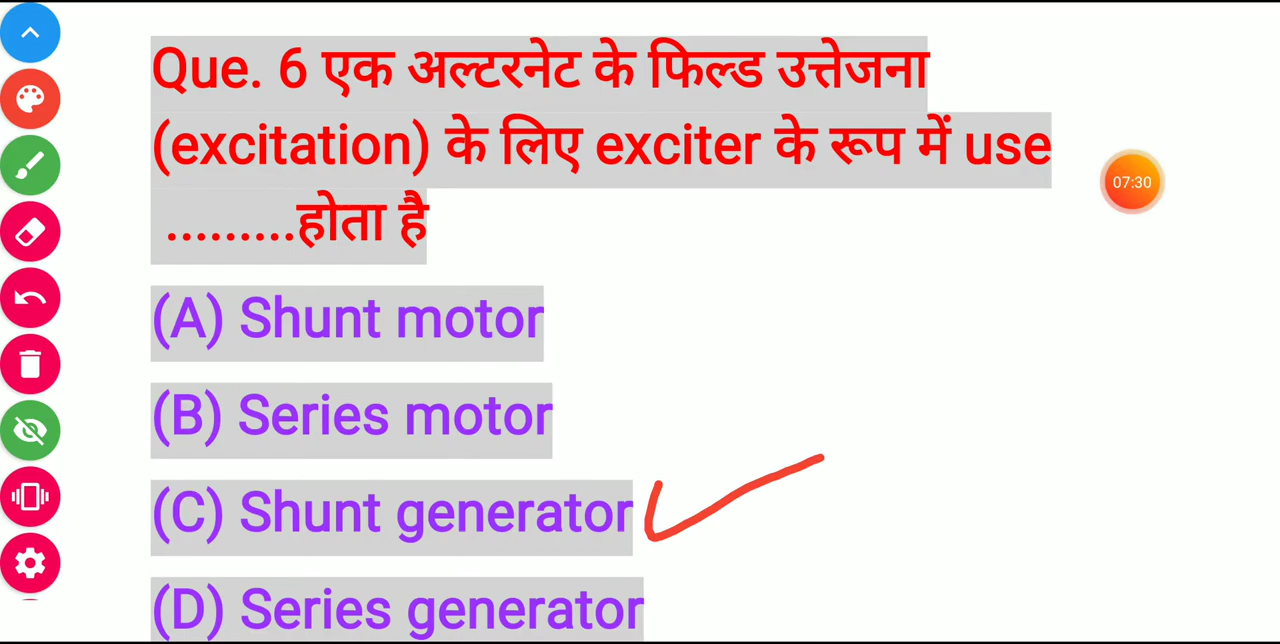 Que. 6 एक अल्टरनेट के फिल्ड उत्तेजना
(excitation) के लिए exciter के रूप में use
.........होता है
07:30
(A) Shunt motor
(B) Series motor
(C) Shunt generator
(D) Series generator